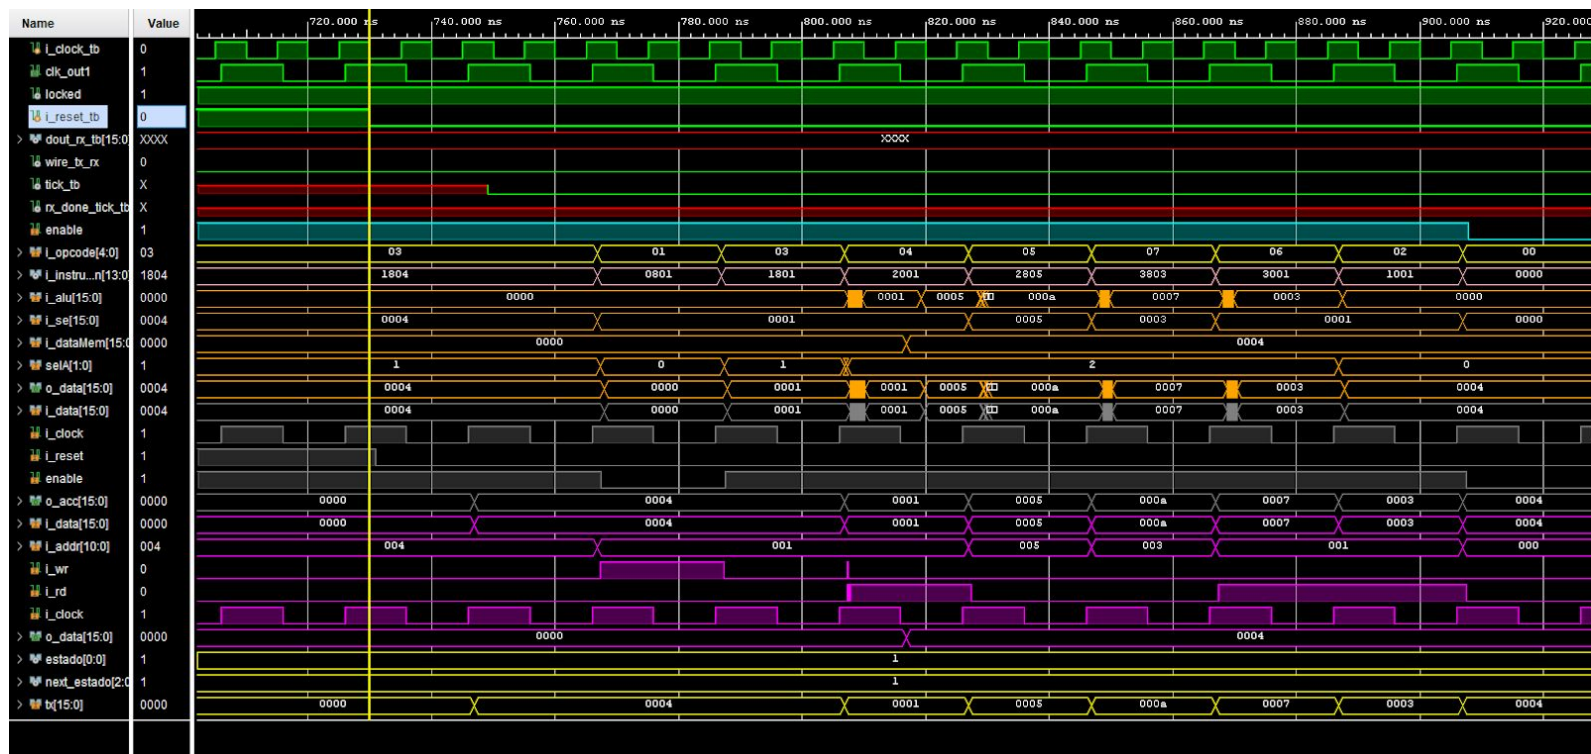 Name Value 720.000 ns 740.000 ns 760.000 ns 780.000 ns 800.000 ns 820.000 ns 840.000 ns 860.000 ns 880.000 ns 900.000 ns 920.00
i_clock_tb 0
clk_out1 1
locked 1
i_reset_tb 0
dout_rx_tb[15:0] XXXX XXXX
wire_tx_rx 0
tick_tb X
rx_done_tick_tb X
enable 1
i_opcode[4:0] 03 03 01 03 04 05 07 06 02 00
i_instru...n[13:0] 1804 1804 0801 1801 2001 2805 3803 3001 1001 0000
i_alu[15:0] 0000 0000 0001 0005 000a 0007 0003 0000
i_se[15:0] 0004 0004 0001 0005 0003 0001 0000
i_dataMem[15:0 0000 0000 0004
selA[1:0] 1 1 0 1 2 0
o_data[15:0] 0004 0004 0000 0001 0001 0005 000a 0007 0003 0004
i_data[15:0] 0004 0004 0000 0001 0001 0005 000a 0007 0003 0004
i_clock 1
i_reset 1
enable 1
o_acc[15:0] 0000 0000 0004 0001 0005 000a 0007 0003 0004
i_data[15:0] 0000 0000 0004 0001 0005 000a 0007 0003 0004
i_addr[10:0] 004 004 001 005 003 001 000
i_wr 0
i_rd 0
i_clock 1
o_data[15:0] 0000 0000 0004
estado[0:0] 1 1
next_estado[2:0 1 1
tx[15:0] 0000 0000 0004 0001 0005 000a 0007 0003 0004